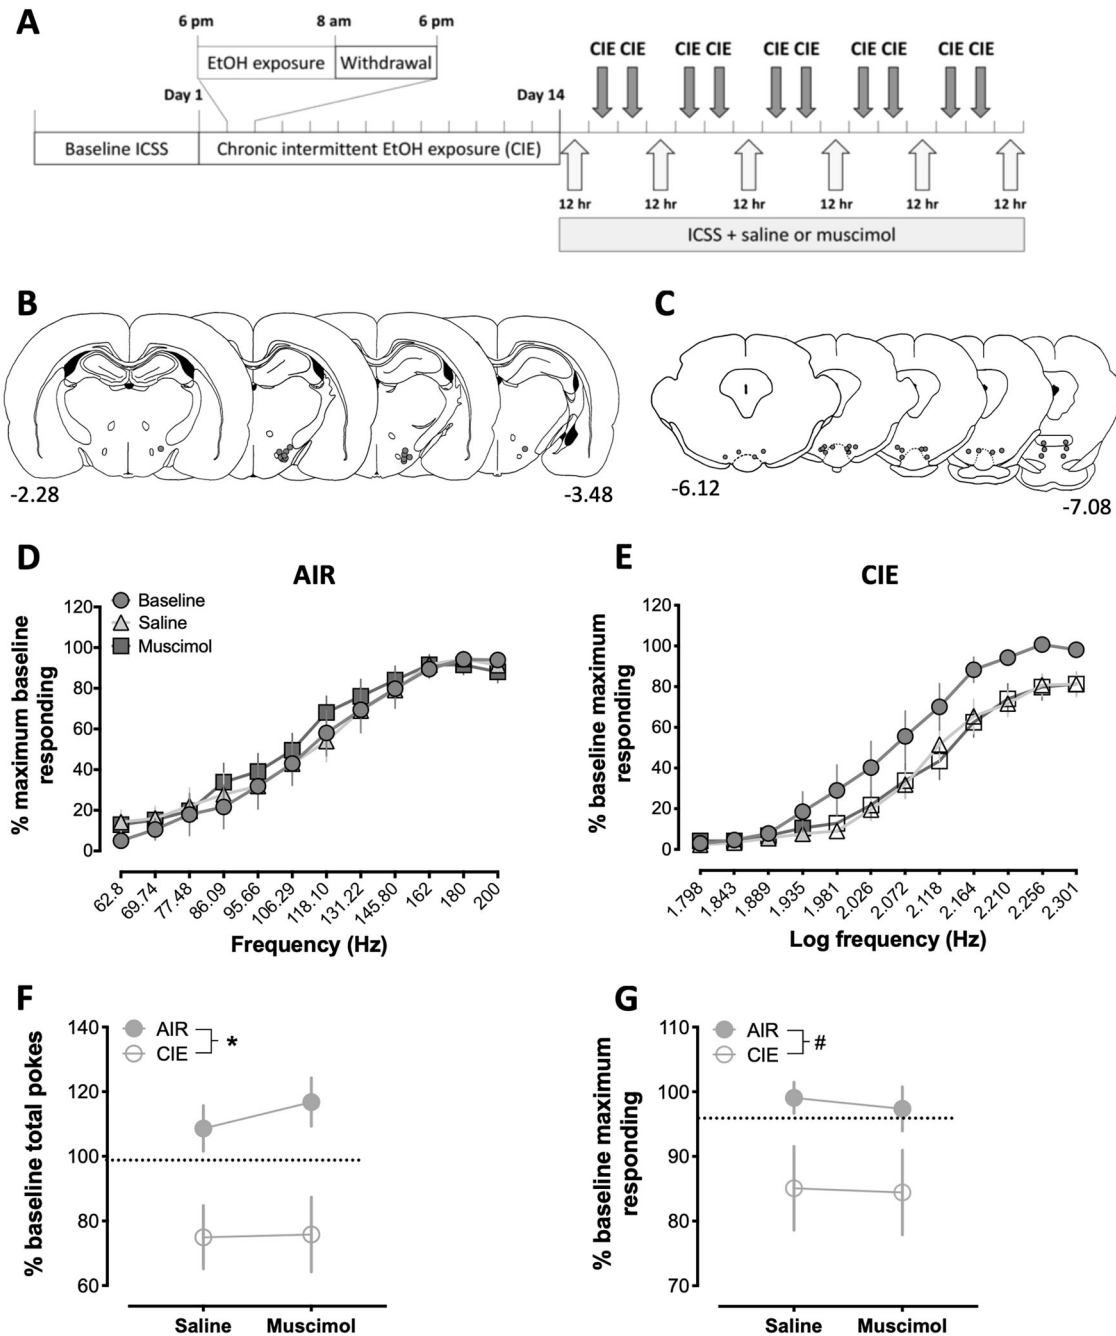 A
6 pm 8 am 6 pm
EtOH exposure Withdrawal
CIE CIE CIE CIE CIE CIE CIE CIE CIE CIE
Day 1 Day 14
Baseline ICSS Chronic intermittent EtOH exposure (CIE)
12 hr 12 hr 12 hr 12 hr 12 hr 12 hr
ICSS + saline or muscimol
B
-2.28 -3.48
C
-6.12 -7.08
D
AIR
Baseline
Saline
Muscimol
% maximum baseline
responding
120
100
80
60
40
20
0
62.8 69.74 77.48 86.09 95.66 106.29 118.10 131.22 145.80 162 180 200
Frequency (Hz)
E
CIE
% baseline maximum
responding
120
100
80
60
40
20
0
1.798 1.843 1.889 1.935 1.981 2.026 2.072 2.118 2.164 2.210 2.256 2.301
Log frequency (Hz)
F
AIR
CIE
*
% baseline total pokes
140
120
100
80
60
Saline Muscimol
G
AIR
CIE
#
% baseline maximum
responding
110
100
90
80
70
Saline Muscimol